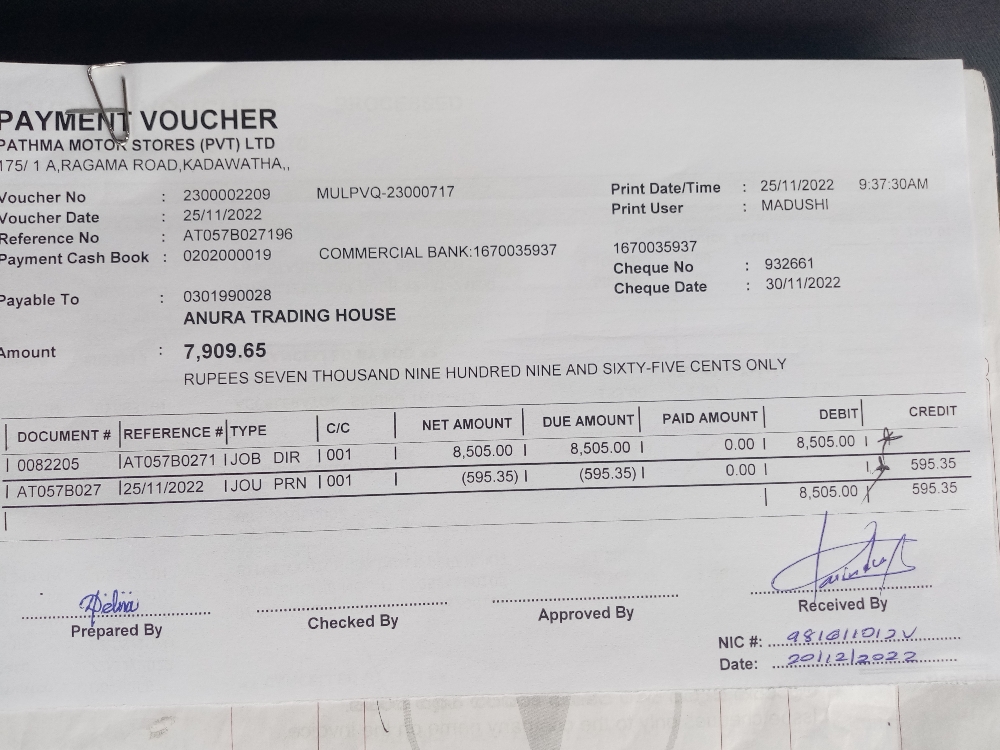 PAYMENT VOUCHER
PATHMA MOTOR STORES (PVT) LTD
175/ 1 A,RAGAMA ROAD,KADAWATHA,,
Voucher No : 2300002209 MULPVQ-23000717 Print Date/Time : 25/11/2022 9:37:30AM
Voucher Date : 25/11/2022 Print User : MADUSHI
Reference No : AT057B027196
Payment Cash Book : 0202000019 COMMERCIAL BANK:1670035937 1670035937
Cheque No : 932661
Payable To : 0301990028 Cheque Date : 30/11/2022
ANURA TRADING HOUSE
Amount : 7,909.65
RUPEES SEVEN THOUSAND NINE HUNDRED NINE AND SIXTY-FIVE CENTS ONLY
DOCUMENT # REFERENCE # TYPE C/C NET AMOUNT DUE AMOUNT PAID AMOUNT DEBIT CREDIT
0082205 AT057B0271 JOB DIR 001 8,505.00 8,505.00 0.00 8,505.00
AT057B027 25/11/2022 JOU PRN 001 (595.35) (595.35) 0.00 595.35
8,505.00 595.35
Prepared By Checked By Approved By Received By
NIC #: 981611012V
Date: 20/12/2022